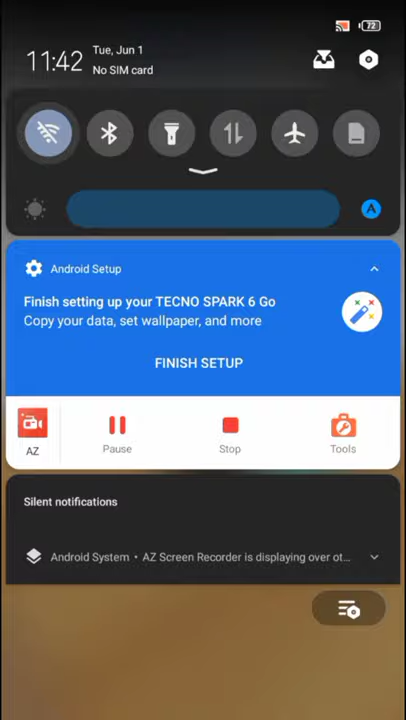 72
11:42
Tue, Jun 1
No SIM card
A
Android Setup
Finish setting up your TECNO SPARK 6 Go
Copy your data, set wallpaper, and more
FINISH SETUP
AZ
Pause
Stop
Tools
Silent notifications
Android System • AZ Screen Recorder is displaying over ot...